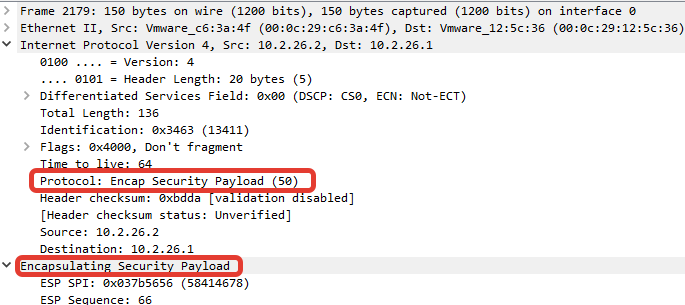 Frame 2179: 150 bytes on wire (1200 bits), 150 bytes captured (1200 bits) on interface 0
Ethernet II, Src: Vmware_c6:3a:4f (00:0c:29:c6:3a:4f), Dst: Vmware_12:5c:36 (00:0c:29:12:5c:36)
Internet Protocol Version 4, Src: 10.2.26.2, Dst: 10.2.26.1
0100 .... = Version: 4
.... 0101 = Header Length: 20 bytes (5)
Differentiated Services Field: 0x00 (DSCP: CS0, ECN: Not-ECT)
Total Length: 136
Identification: 0x3463 (13411)
Flags: 0x4000, Don't fragment
Time to live: 64
Protocol: Encap Security Payload (50)
Header checksum: 0xbdda [validation disabled]
[Header checksum status: Unverified]
Source: 10.2.26.2
Destination: 10.2.26.1
Encapsulating Security Payload
ESP SPI: 0x037b5656 (58414678)
ESP Sequence: 66